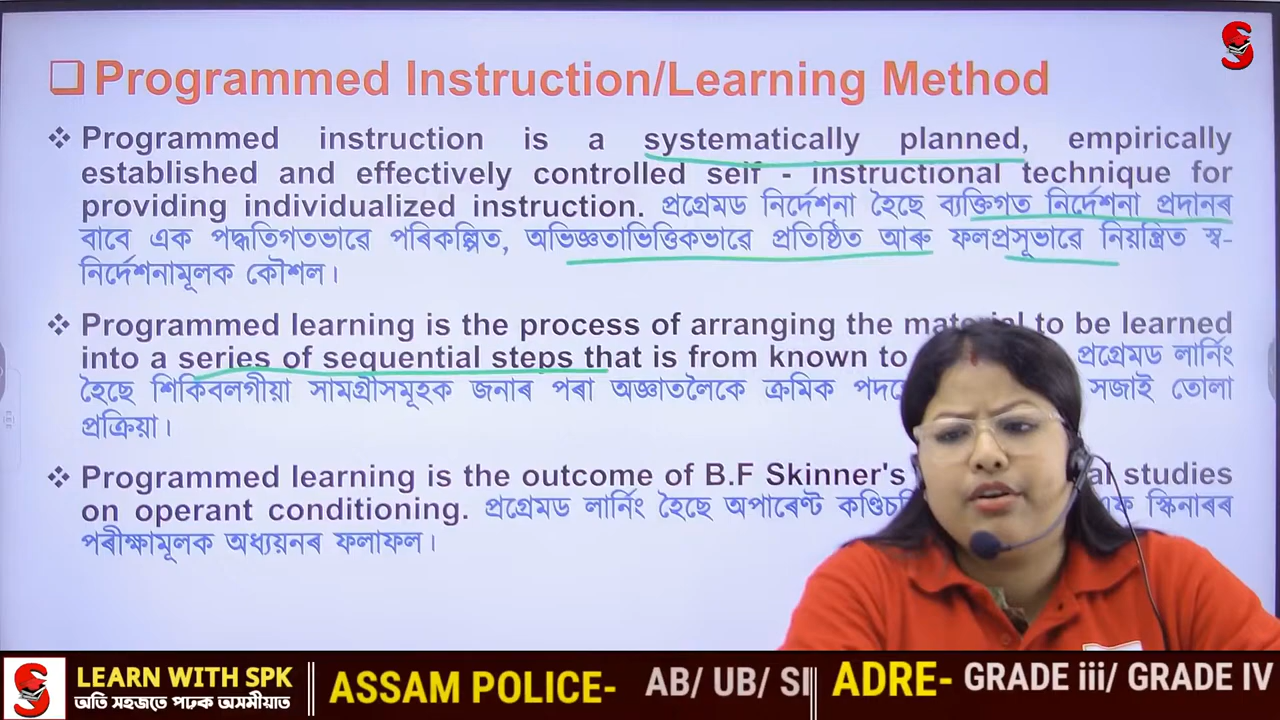 Programmed Instruction/Learning Method
Programmed instruction is a systematically planned, empirically
established and effectively controlled self - instructional technique for
providing individualized instruction. প্ৰগ্ৰেমড নিৰ্দেশনা হৈছে ব্যক্তিগত নিৰ্দেশনা প্ৰদানৰ
বাবে এক পদ্ধতিগতভাৱে পৰিকল্পিত, অভিজ্ঞতাভিত্তিকভাৱে প্ৰতিষ্ঠিত আৰু ফলপ্ৰসূভাৱে নিয়ন্ত্ৰিত স্ব-
নিৰ্দেশনামূলক কৌশল।
Programmed learning is the process of arranging the material to be learned
into a series of sequential steps that is from known to প্ৰগ্ৰেমড লাৰ্নিং
হৈছে শিকিবলগীয়া সামগ্ৰীসমূহক জনাৰ পৰা অজ্ঞাতলৈকে ক্ৰমিক সজাই তোলা
প্ৰক্ৰিয়া।
Programmed learning is the outcome of B.F Skinner's studies
on operant conditioning. প্ৰগ্ৰেমড লাৰ্নিং হৈছে অপাৰেণ্ট স্কিনাৰৰ
পৰীক্ষামূলক অধ্যয়নৰ ফলাফল।
LEARN WITH SPK ASSAM POLICE- AB/ UB/ SI ADRE- GRADE iii/ GRADE IV
অতি সহজতে পঢ়ক অসমীয়াত